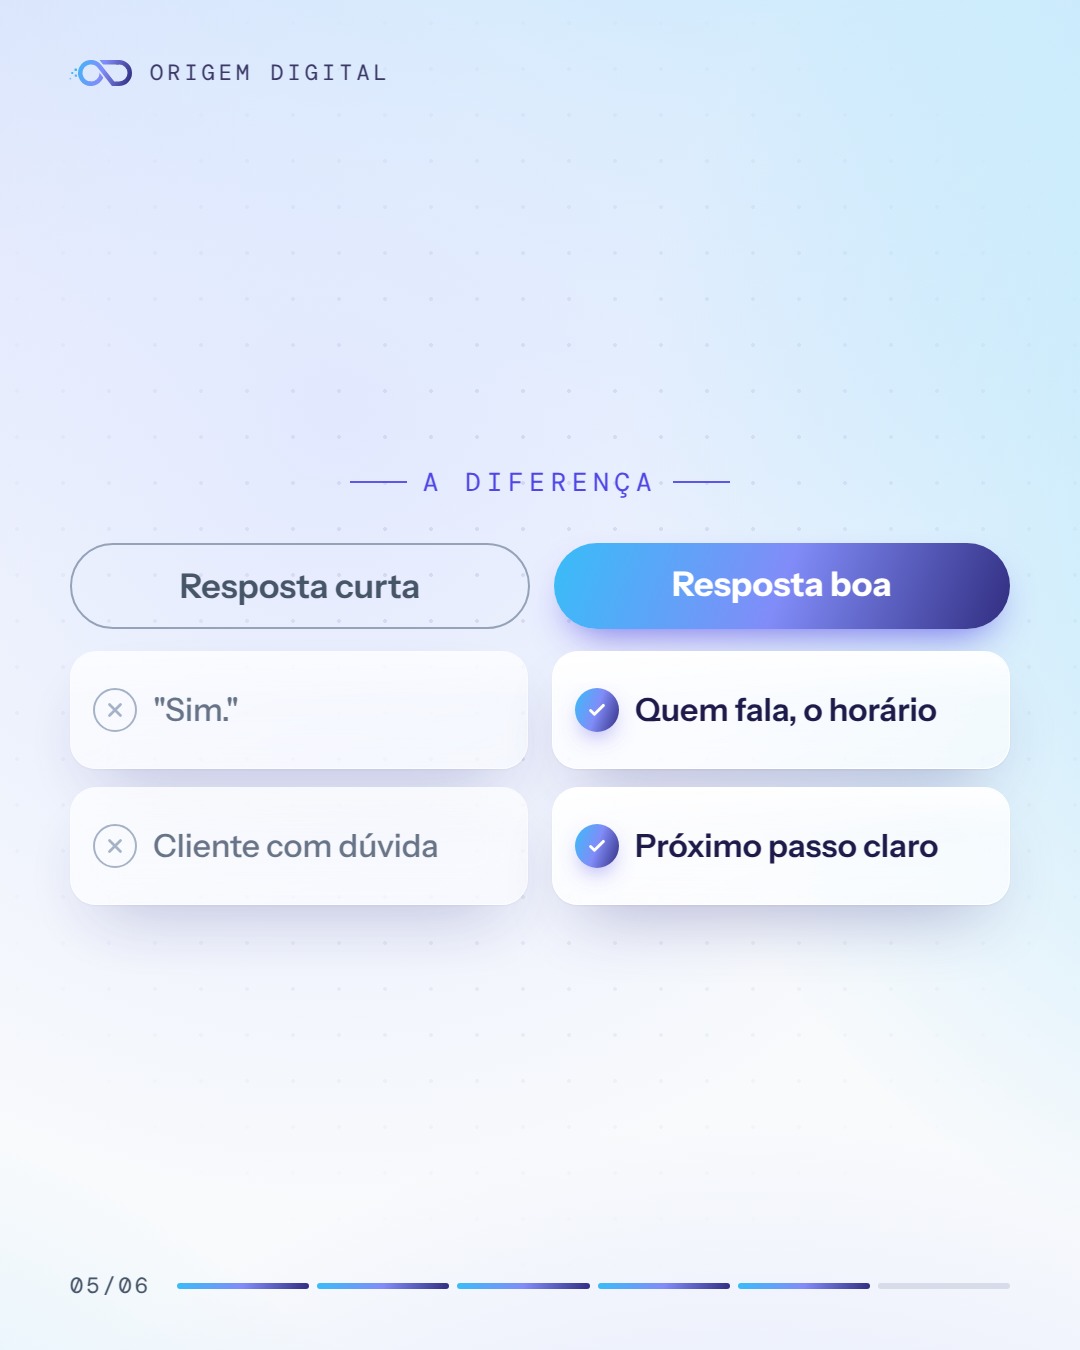 ORIGEM DIGITAL
A DIFERENÇA
Resposta curta
Resposta boa
"Sim."
Quem fala, o horário
Cliente com dúvida
Próximo passo claro
05/06